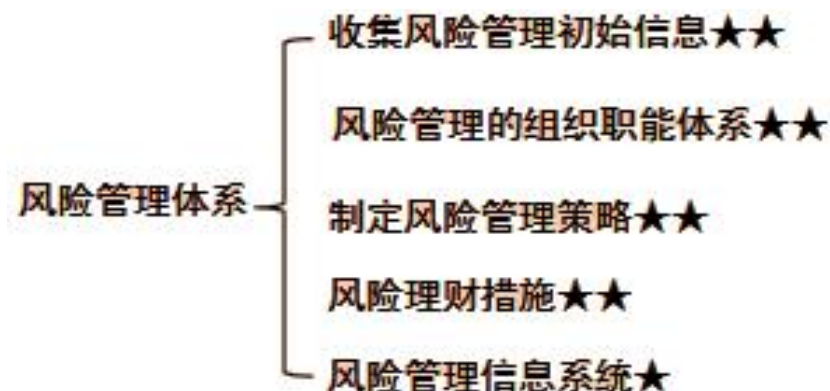 收集风险管理初始信息★★
风险管理的组织职能体系★★
风险管理体系
制定风险管理策略★★
风险理财措施★★
风险管理信息系统★